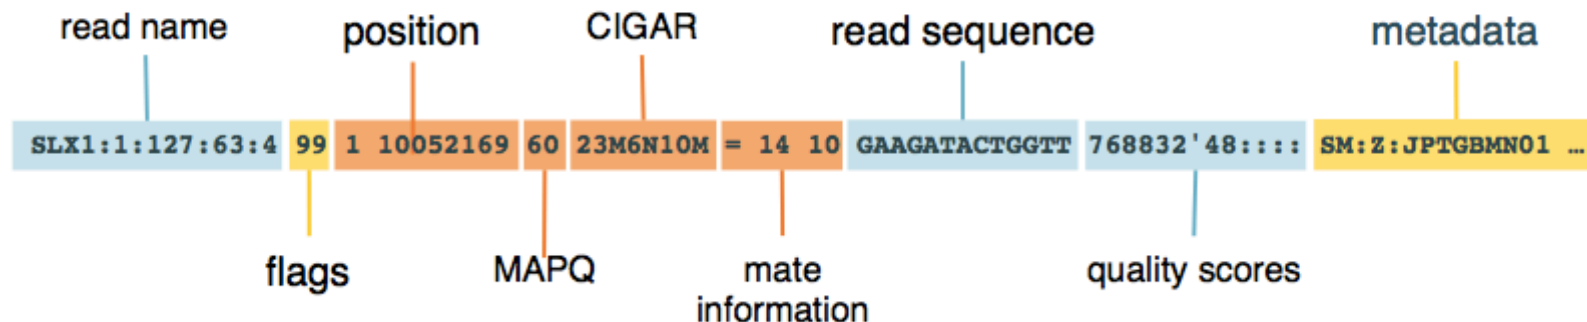 read name position CIGAR read sequence metadata
SLX1:1:127:63:4 99 1 10052169 60 23M6N10M = 14 10 GAAGATACTGGTT 768832'48:::: SM:Z:JPTGBMN01 …
flags MAPQ mate information quality scores